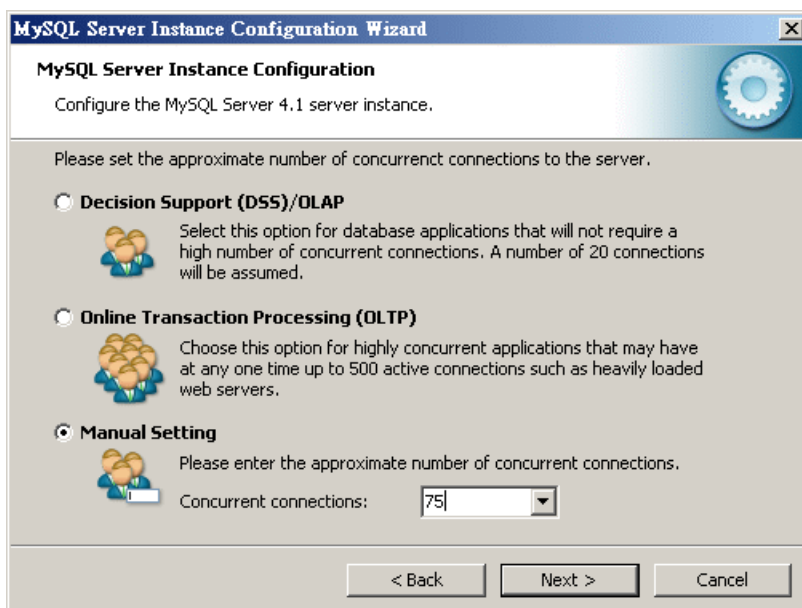 MySQL Server Instance Configuration Wizard
MySQL Server Instance Configuration
Configure the MySQL Server 4.1 server instance.
Please set the approximate number of concurrenct connections to the server.
Decision Support (DSS)/OLAP
Select this option for database applications that will not require a
high number of concurrent connections. A number of 20 connections
will be assumed.
Online Transaction Processing (OLTP)
Choose this option for highly concurrent applications that may have
at any one time up to 500 active connections such as heavily loaded
web servers.
Manual Setting
Please enter the approximate number of concurrent connections.
Concurrent connections: 75
< Back Next > Cancel